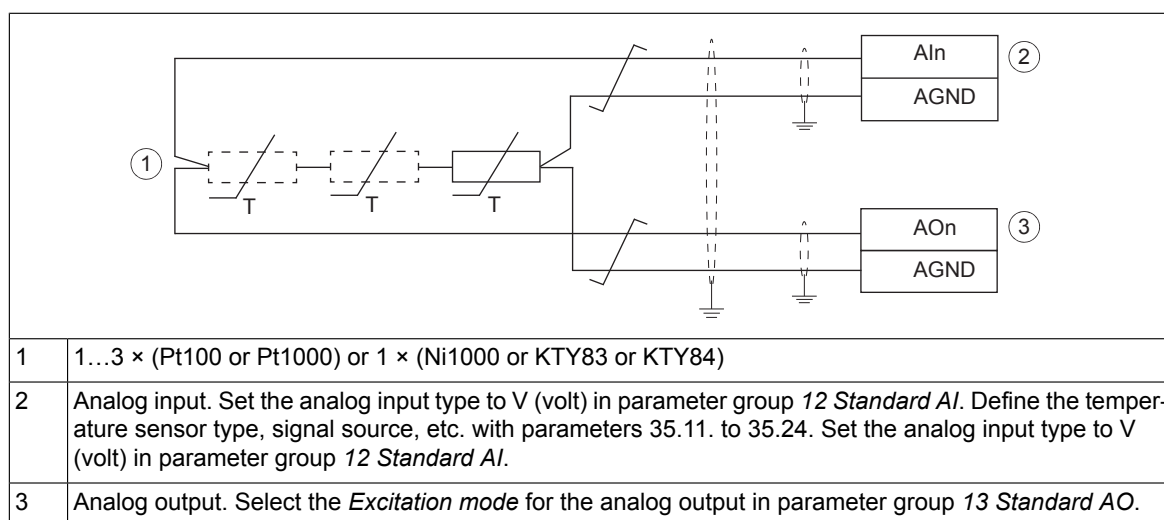 AIn
2
AGND
1
T
T
T
AOn
3
AGND
1 1…3 × (Pt100 or Pt1000) or 1 × (Ni1000 or KTY83 or KTY84)
2 Analog input. Set the analog input type to V (volt) in parameter group 12 Standard AI. Define the temper-
ature sensor type, signal source, etc. with parameters 35.11. to 35.24. Set the analog input type to V
(volt) in parameter group 12 Standard AI.
3 Analog output. Select the Excitation mode for the analog output in parameter group 13 Standard AO.